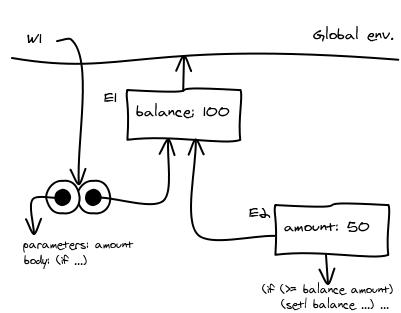 W1
Global env.
E1
balance: 100
E2
amount: 50
parameters: amount
body: (if ...)
(if (>= balance amount)
(set! balance ...) ...